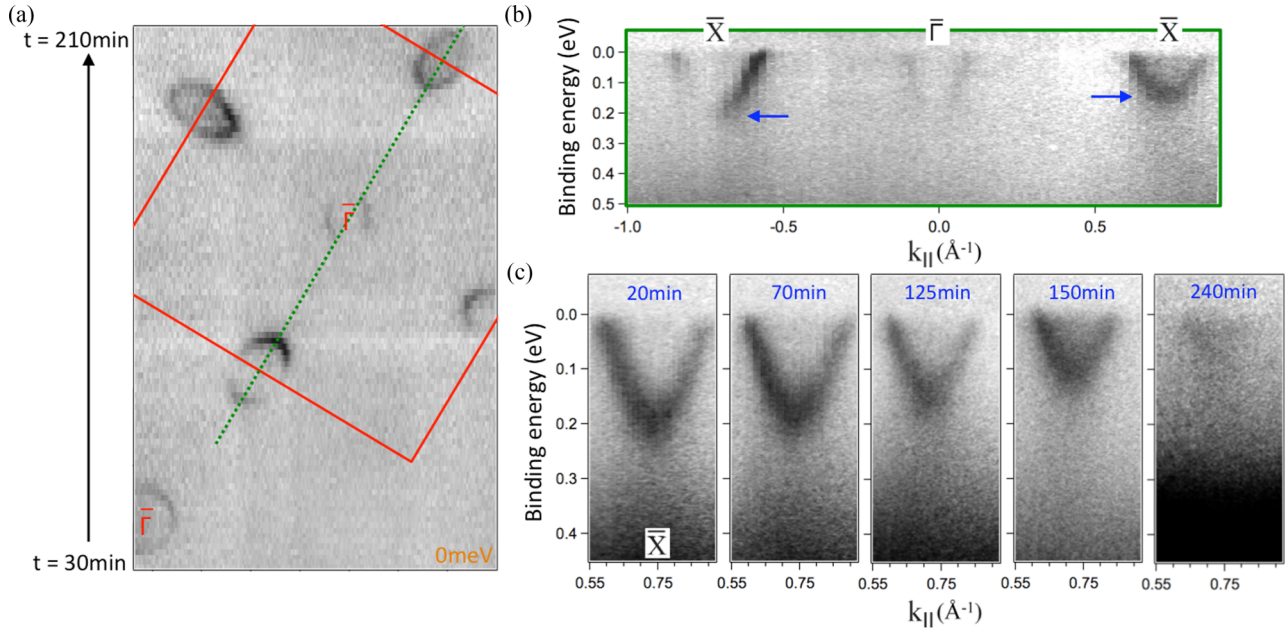 (a)
t = 210min
t = 30min
Γ̅
Γ̅
0meV
(b)
X̅ Γ̅ X̅
Binding energy (eV)
0.0
0.1
0.2
0.3
0.4
0.5
-1.0 -0.5 0.0 0.5
k|| (Å⁻¹)
(c)
20min 70min 125min 150min 240min
Binding energy (eV)
0.0
0.1
0.2
0.3
0.4
X̅
0.55 0.75 0.55 0.75 0.55 0.75 0.55 0.75 0.55 0.75
k|| (Å⁻¹)